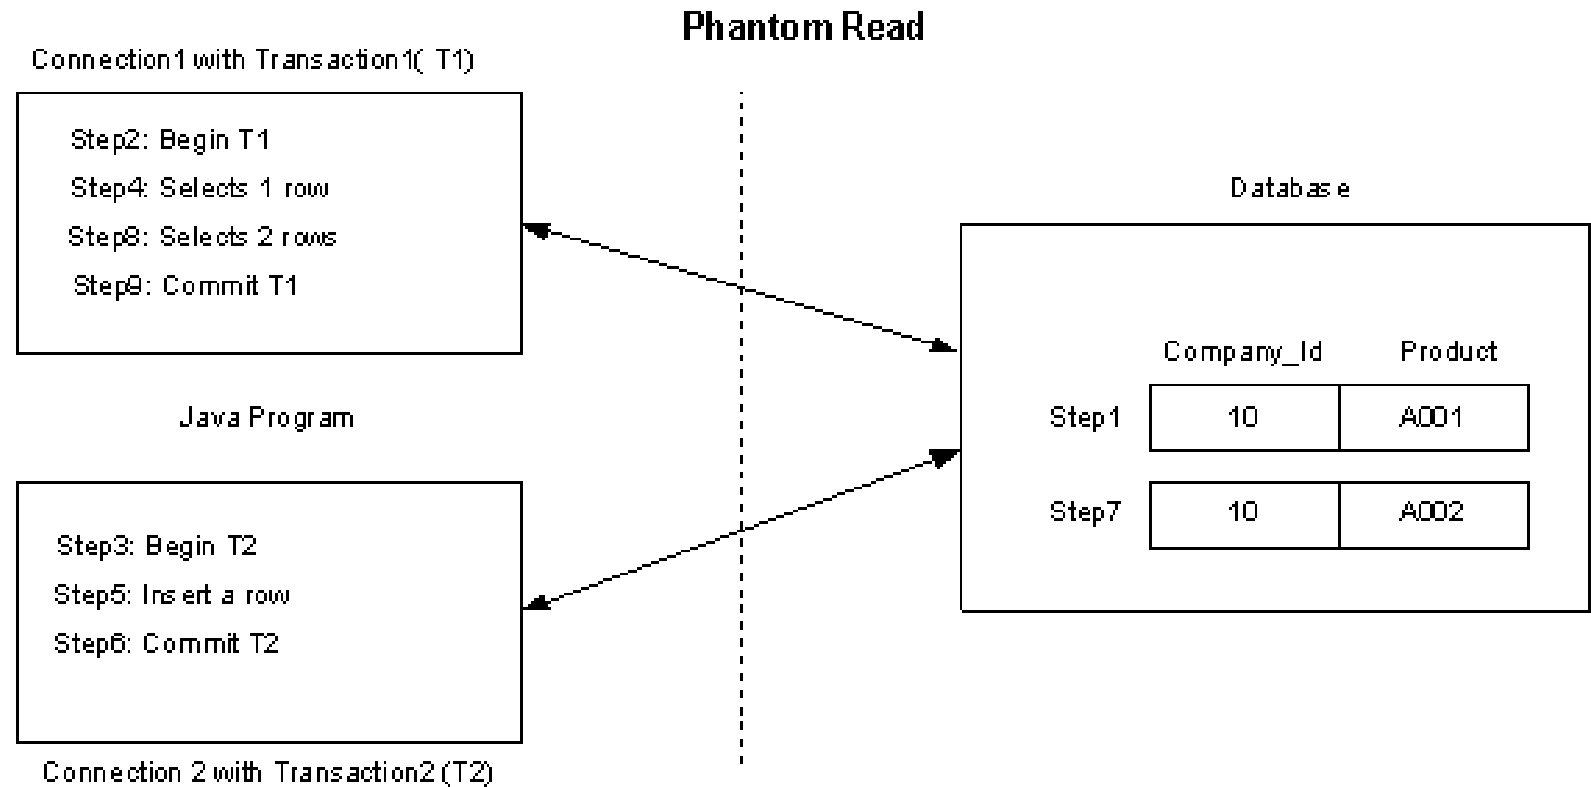 Phantom Read
Connection1 with Transaction1( T1)
Step2: Begin T1
Step4: Selects 1 row
Step8: Selects 2 rows
Step9: Commit T1
Java Program
Step3: Begin T2
Step5: Insert a row
Step6: Commit T2
Connection 2 with Transaction2 (T2)
Database
Company_Id Product
Step1 10 A001
Step7 10 A002